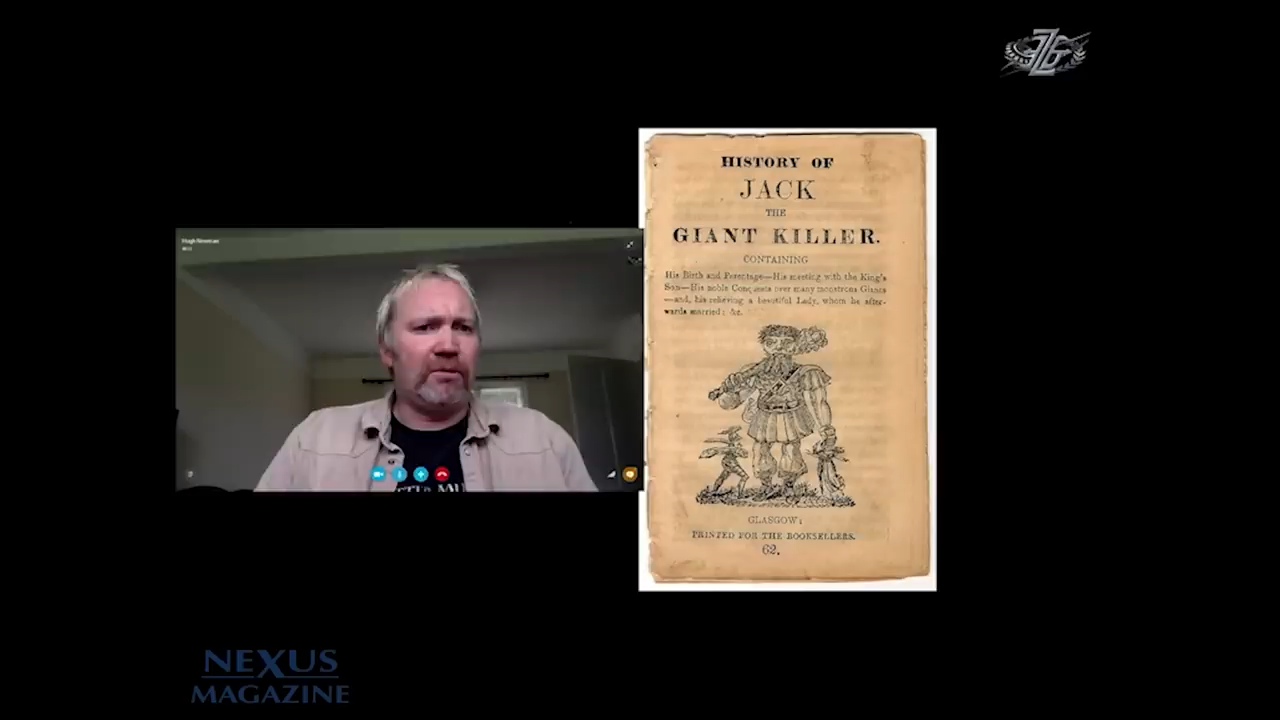 Hugh Newman
HISTORY OF
JACK
THE
GIANT KILLER.
CONTAINING
His Birth and Parentage—His meeting with the King's
Son—His noble Conquests over many monstrous Giants
—and, his relieving a beautiful Lady, whom he after-
wards married; &c.
GLASGOW;
PRINTED FOR THE BOOKSELLERS.
62.
NEXUS
MAGAZINE